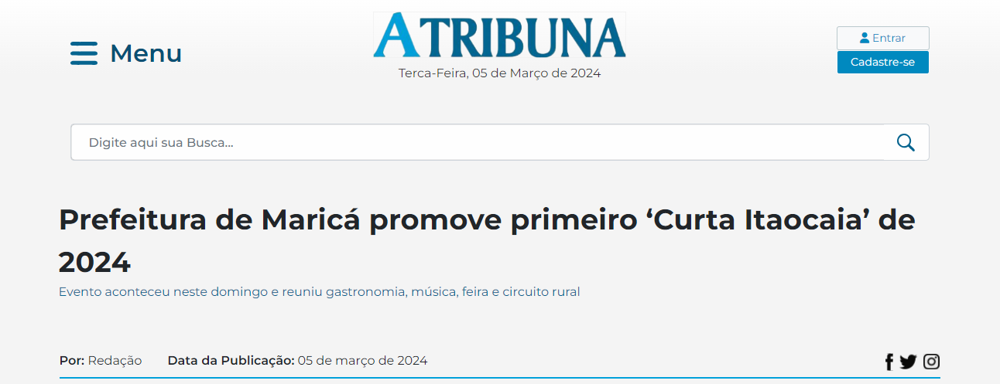 Menu
A TRIBUNA
Terca-Feira, 05 de Março de 2024
Entrar
Cadastre-se
Digite aqui sua Busca...
Prefeitura de Maricá promove primeiro ‘Curta Itaocaia’ de
2024
Evento aconteceu neste domingo e reuniu gastronomia, música, feira e circuito rural
Por: Redação Data da Publicação: 05 de março de 2024